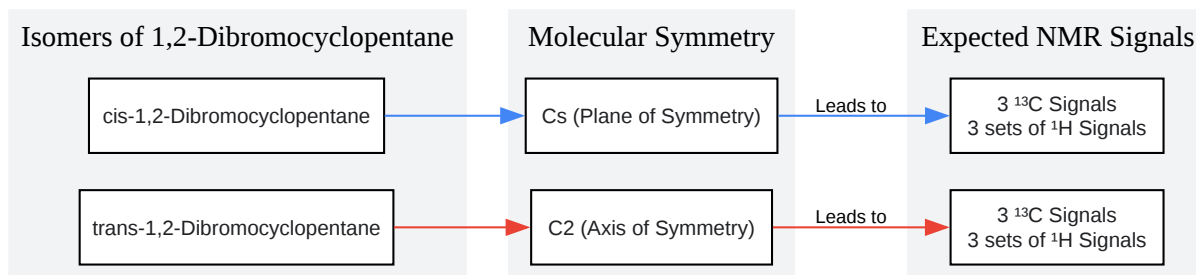 Isomers of 1,2-Dibromocyclopentane
Molecular Symmetry
Expected NMR Signals
cis-1,2-Dibromocyclopentane
Cs (Plane of Symmetry)
Leads to
3 ¹³C Signals
3 sets of ¹H Signals
trans-1,2-Dibromocyclopentane
C2 (Axis of Symmetry)
Leads to
3 ¹³C Signals
3 sets of ¹H Signals